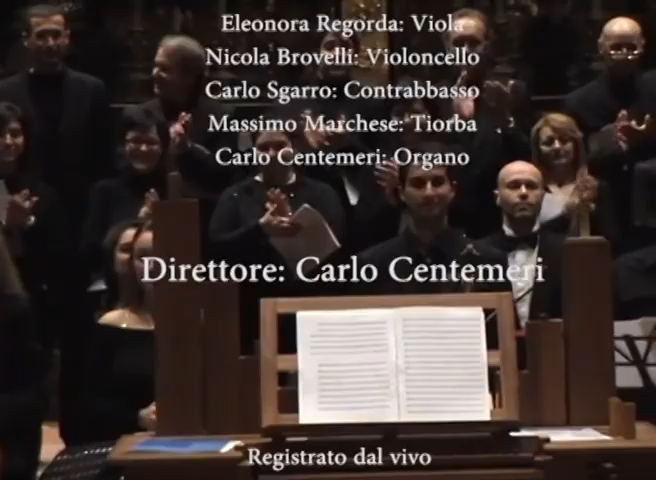 Eleonora Regorda: Viola
Nicola Brovelli: Violoncello
Carlo Sgarro: Contrabbasso
Massimo Marchese: Tiorba
Carlo Centemeri: Organo
Direttore: Carlo Centemeri
Registrato dal vivo